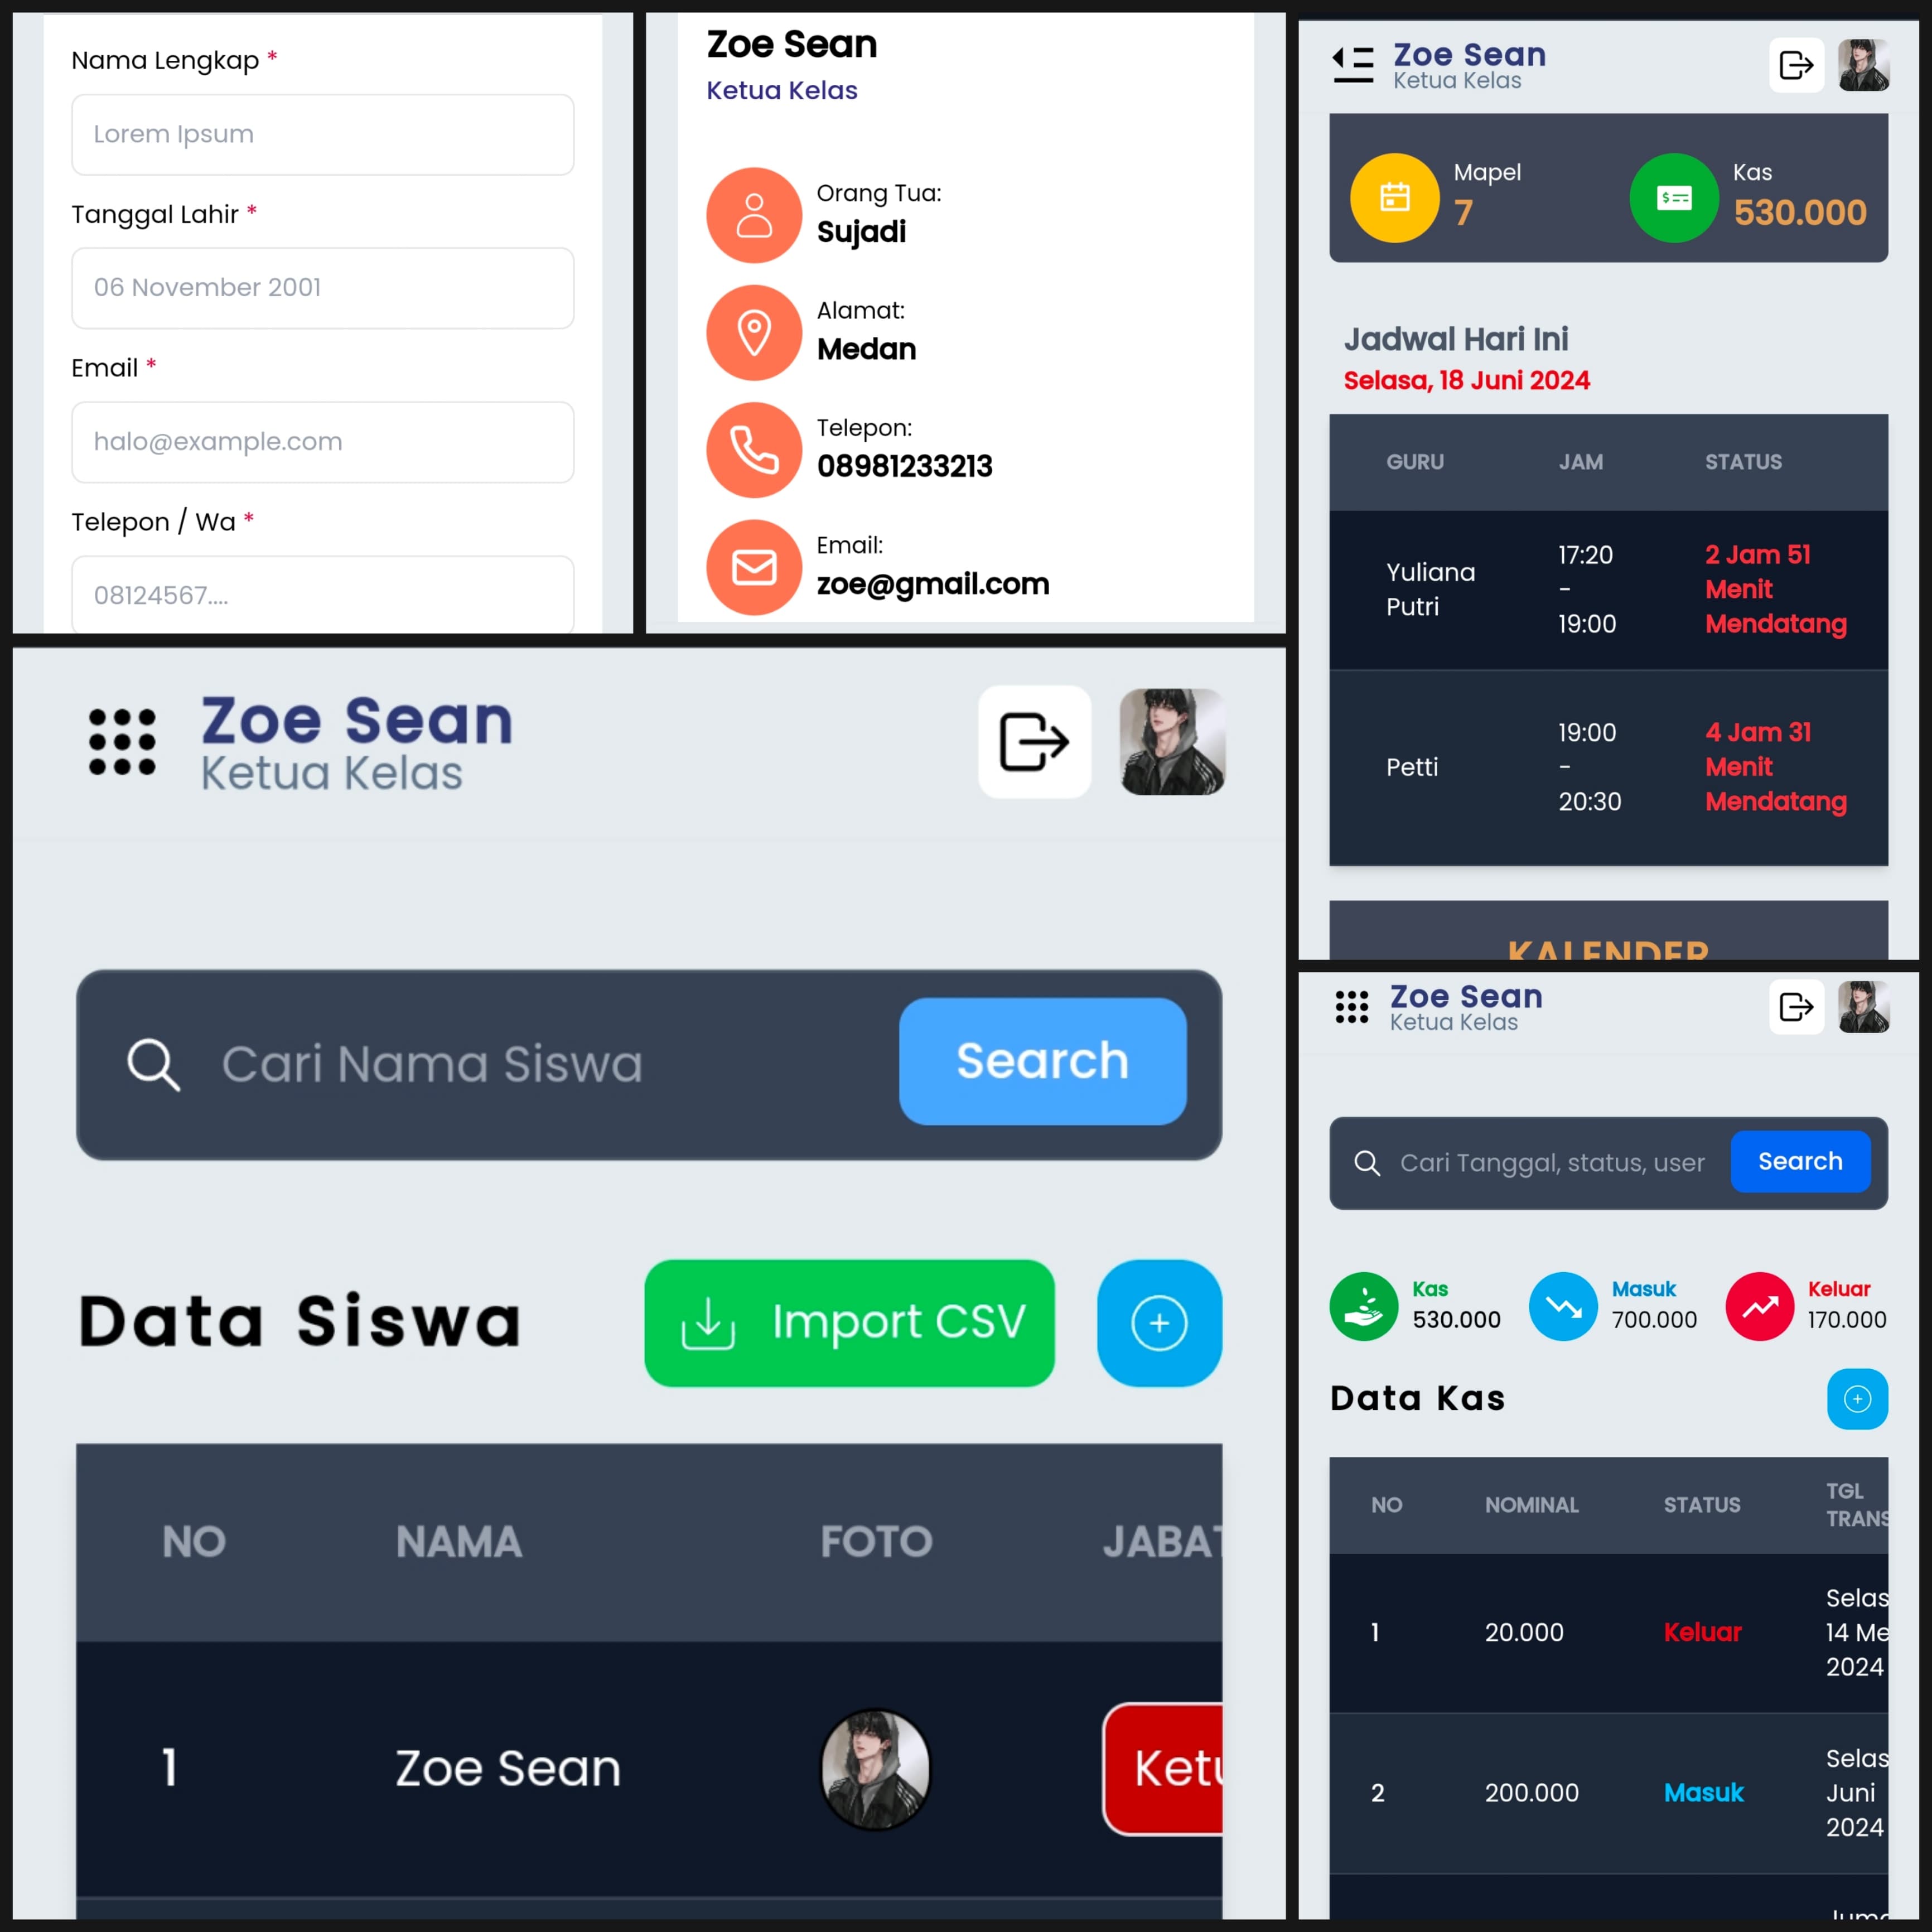 Nama Lengkap *
Lorem Ipsum
Tanggal Lahir *
06 November 2001
Email *
halo@example.com
Telepon / Wa *
08124567....
Zoe Sean
Ketua Kelas
Orang Tua:
Sujadi
Alamat:
Medan
Telepon:
08981233213
Email:
zoe@gmail.com
Zoe Sean
Ketua Kelas
Mapel
7
Kas
530.000
Jadwal Hari Ini
Selasa, 18 Juni 2024
GURU JAM STATUS
Yuliana
Putri
17:20
-
19:00
2 Jam 51
Menit
Mendatang
Petti
19:00
-
20:30
4 Jam 31
Menit
Mendatang
KALENDER
Zoe Sean
Ketua Kelas
Cari Nama Siswa
Search
Data Siswa
Import CSV
NO NAMA FOTO JABAT
1 Zoe Sean Ketu
Zoe Sean
Ketua Kelas
Cari Tanggal, status, user
Search
Kas
530.000
Masuk
700.000
Keluar
170.000
Data Kas
NO NOMINAL STATUS TGL
TRANS
1 20.000 Keluar
Selas
14 Me
2024
2 200.000 Masuk
Selas
Juni
2024